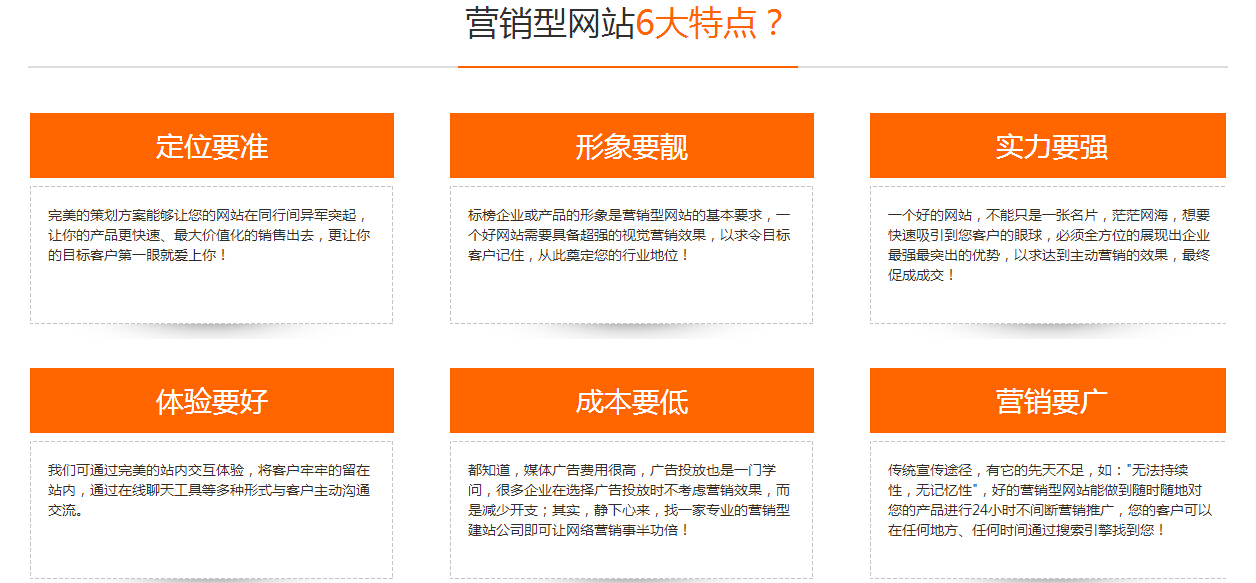 营销型网站6大特点？
定位要准
完美的策划方案能够让您的网站在同行间异军突起，
让你的产品更快速、最大价值化的销售出去，更让你
的目标客户第一眼就爱上你！
形象要靓
标榜企业或产品的形象是营销型网站的基本要求，一
个好网站需要具备超强的视觉营销效果，以求令目标
客户记住，从此奠定您的行业地位！
实力要强
一个好的网站，不能只是一张名片，茫茫网海，想要
快速吸引到您客户的眼球，必须全方位的展现出企业
最强最突出的优势，以求达到主动营销的效果，最终
促成成交！
体验要好
我们可通过完美的站内交互体验，将客户牢牢的留在
站内，通过在线聊天工具等多种形式与客户主动沟通
交流。
成本要低
都知道，媒体广告费用很高，广告投放也是一门学
问，很多企业在选择广告投放时不考虑营销效果，而
是减少开支；其实，静下心来，找一家专业的营销型
建站公司即可让网络营销事半功倍！
营销要广
传统宣传途径，有它的先天不足，如："无法持续
性，无记忆性"，好的营销型网站能做到随时随地对
您的产品进行24小时不间断营销推广，您的客户可以
在任何地方、任何时间通过搜索引擎找到您！